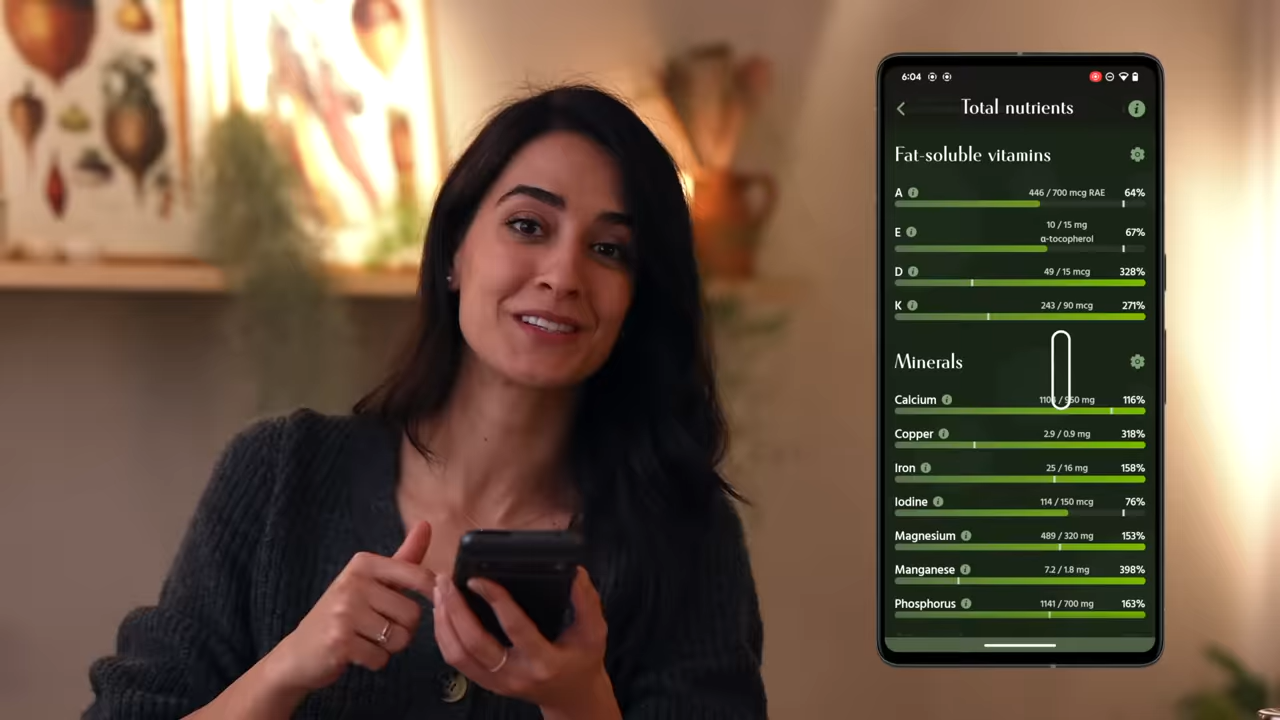 6:04
Total nutrients
Fat-soluble vitamins
A 446 / 700 mcg RAE 64%
E 10 / 15 mg α-tocopherol 67%
D 49 / 15 mcg 328%
K 243 / 90 mcg 271%
Minerals
Calcium / 950 mg 116%
Copper 2.9 / 0.9 mg 318%
Iron 25 / 16 mg 158%
Iodine 114 / 150 mcg 76%
Magnesium 489 / 320 mg 153%
Manganese 7.2 / 1.8 mg 398%
Phosphorus 1141 / 700 mg 163%